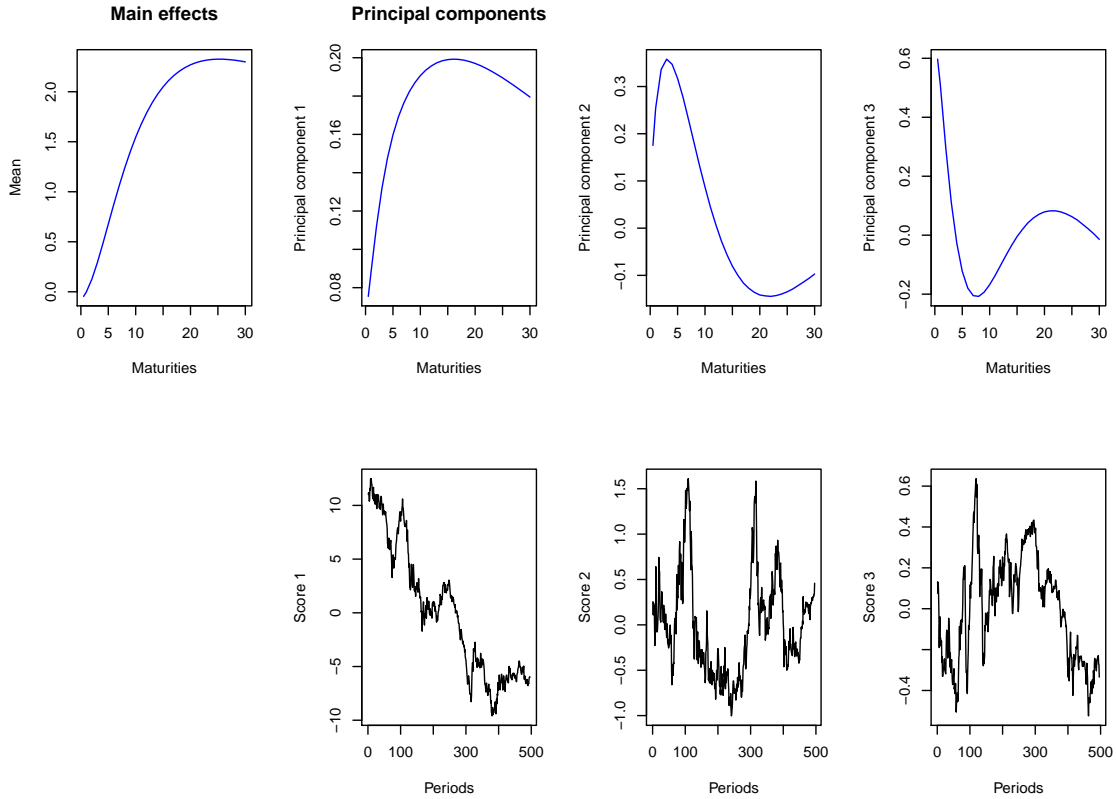 Main effects
Principal components
Mean
0.0 0.5 1.0 1.5 2.0
0 5 10 20 30
Maturities
Principal component 1
0.08 0.12 0.16 0.20
0 5 10 20 30
Maturities
Principal component 2
−0.1 0.0 0.1 0.2 0.3
0 5 10 20 30
Maturities
Principal component 3
−0.2 0.0 0.2 0.4 0.6
0 5 10 20 30
Maturities
Score 1
−10 −5 0 5 10
0 100 300 500
Periods
Score 2
−1.0 −0.5 0.0 0.5 1.0 1.5
0 100 300 500
Periods
Score 3
−0.4 0.0 0.2 0.4 0.6
0 100 300 500
Periods